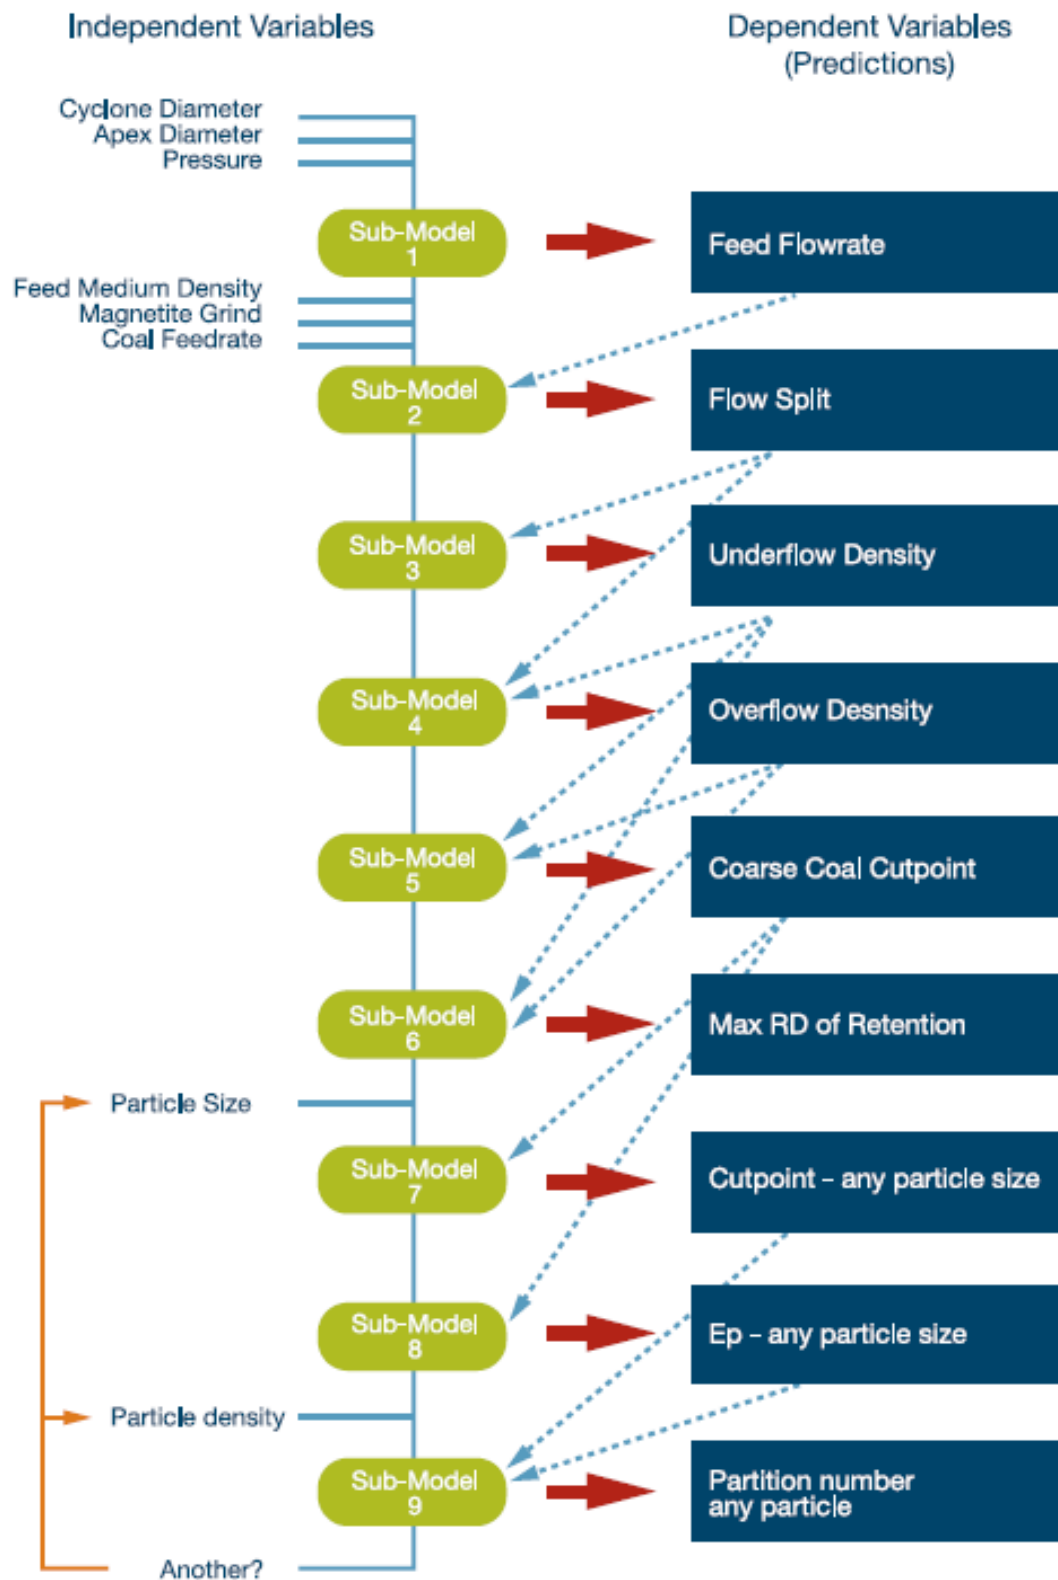 Independent Variables
Dependent Variables
(Predictions)
Cyclone Diameter
Apex Diameter
Pressure
Sub-Model
1
Feed Flowrate
Feed Medium Density
Magnetite Grind
Coal Feedrate
Sub-Model
2
Flow Split
Sub-Model
3
Underflow Density
Sub-Model
4
Overflow Desnsity
Sub-Model
5
Coarse Coal Cutpoint
Sub-Model
6
Max RD of Retention
Particle Size
Sub-Model
7
Cutpoint – any particle size
Sub-Model
8
Ep – any particle size
Particle density
Sub-Model
9
Partition number
any particle
Another?